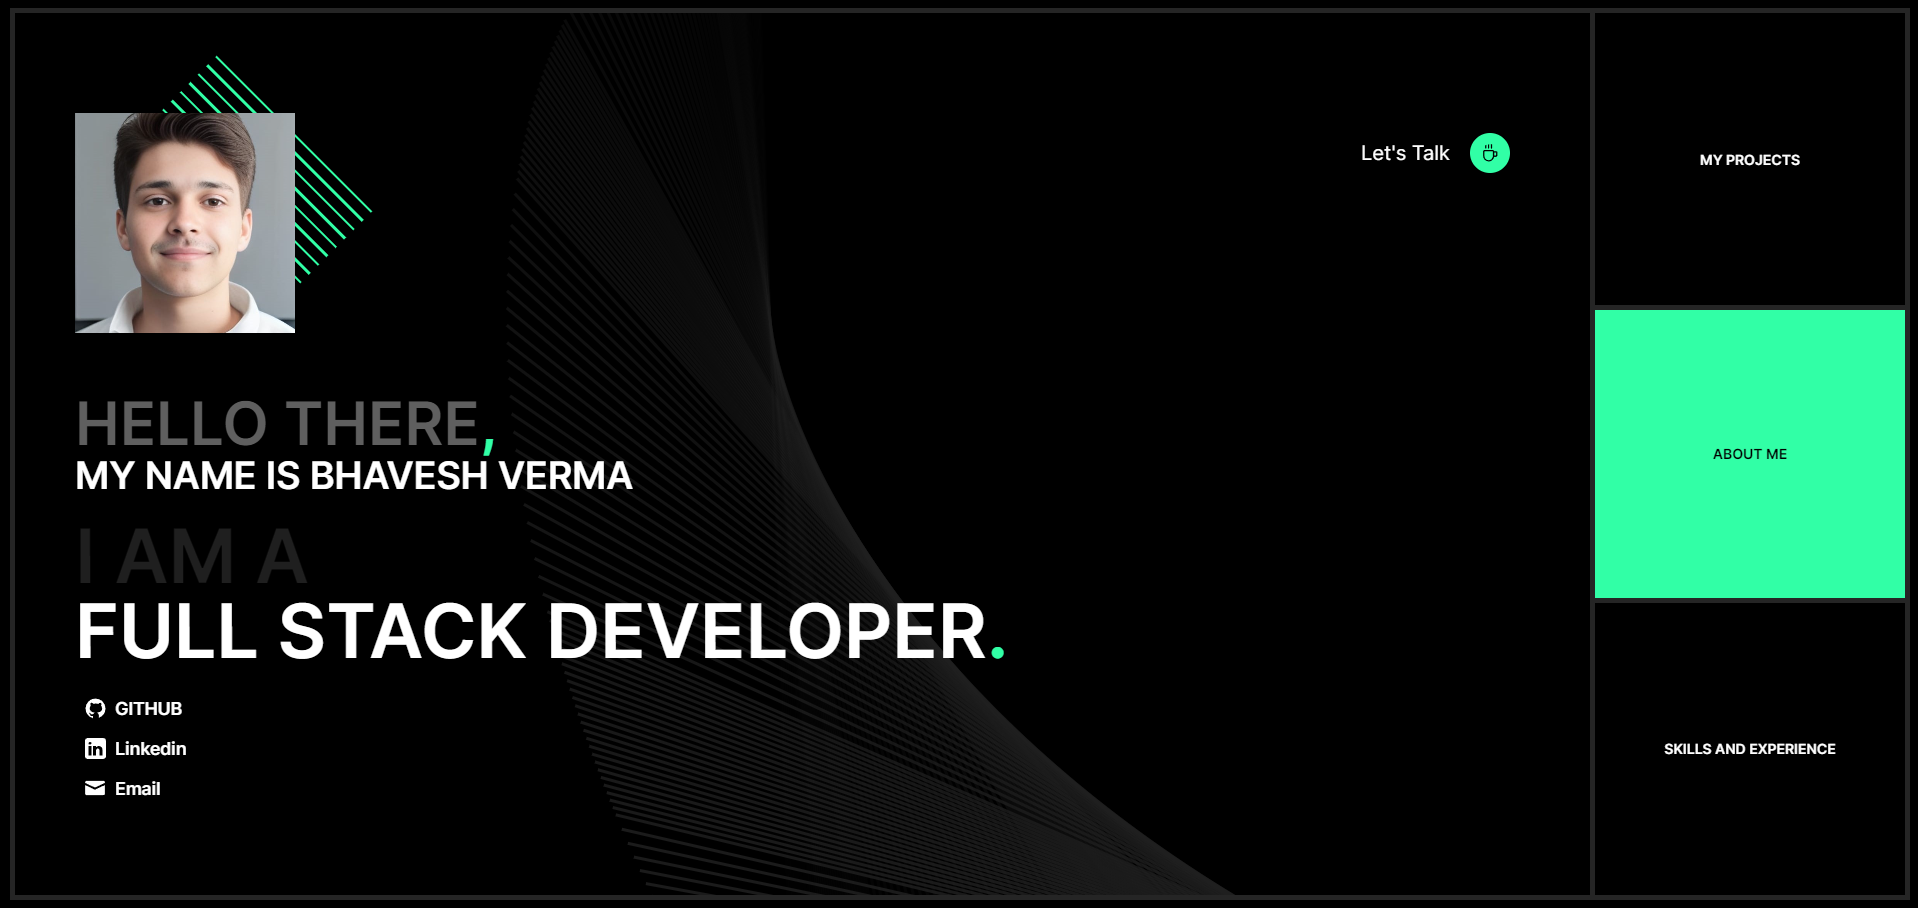 Let's Talk
HELLO THERE,
MY NAME IS BHAVESH VERMA
I AM A
FULL STACK DEVELOPER.
GITHUB
Linkedin
Email
MY PROJECTS
ABOUT ME
SKILLS AND EXPERIENCE